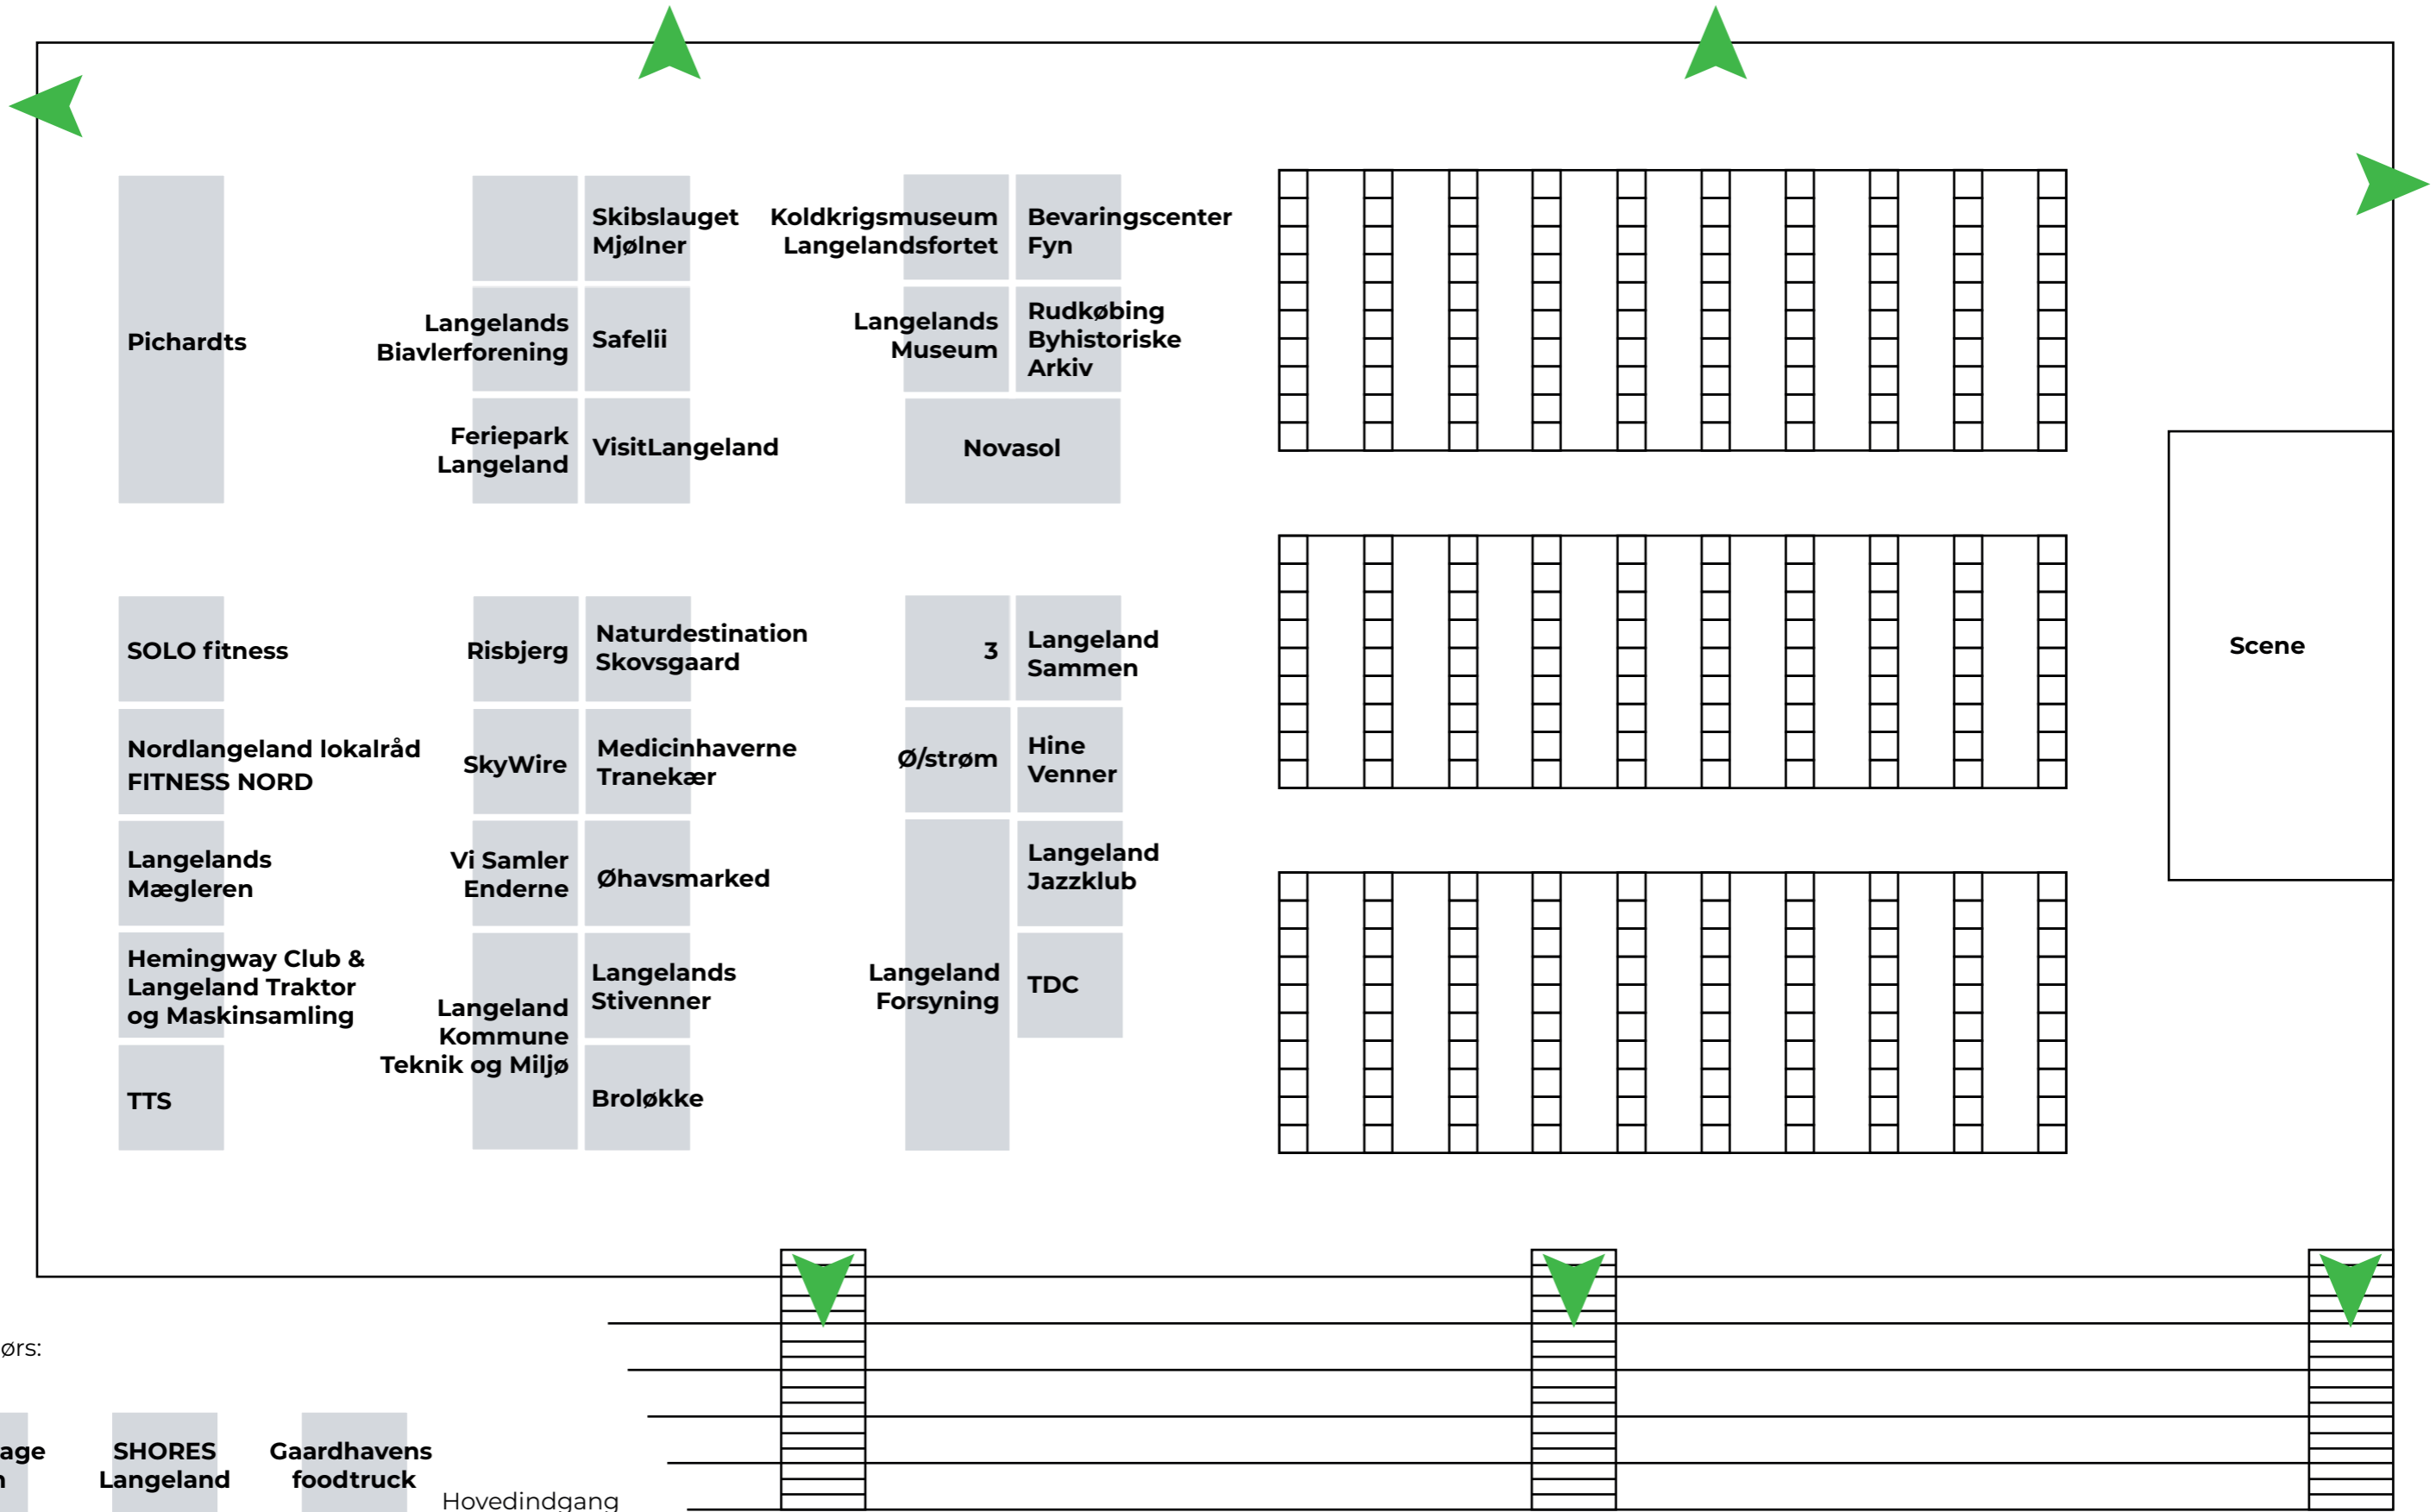 Pichardts
Langelands
Biavlerforening
Feriepark
Langeland
Skibslauget
Mjølner
Safelii
VisitLangeland
Koldkrigsmuseum
Langelandsfortet
Langelands
Museum
Bevaringscenter
Fyn
Rudkøbing
Byhistoriske
Arkiv
Novasol
SOLO fitness
Nordlangeland lokalråd
FITNESS NORD
Langelands
Mægleren
Hemingway Club &
Langeland Traktor
og Maskinsamling
TTS
Risbjerg
SkyWire
Vi Samler
Enderne
Langeland
Kommune
Teknik og Miljø
Naturdestination
Skovsgaard
Medicinhaverne
Tranekær
Øhavsmarked
Langelands
Stivenner
Broløkke
3
Ø/strøm
Langeland
Forsyning
Langeland
Sammen
Hine
Venner
Langeland
Jazzklub
TDC
Scene
SHORES
Langeland
Gaardhavens
foodtruck
Hovedindgang